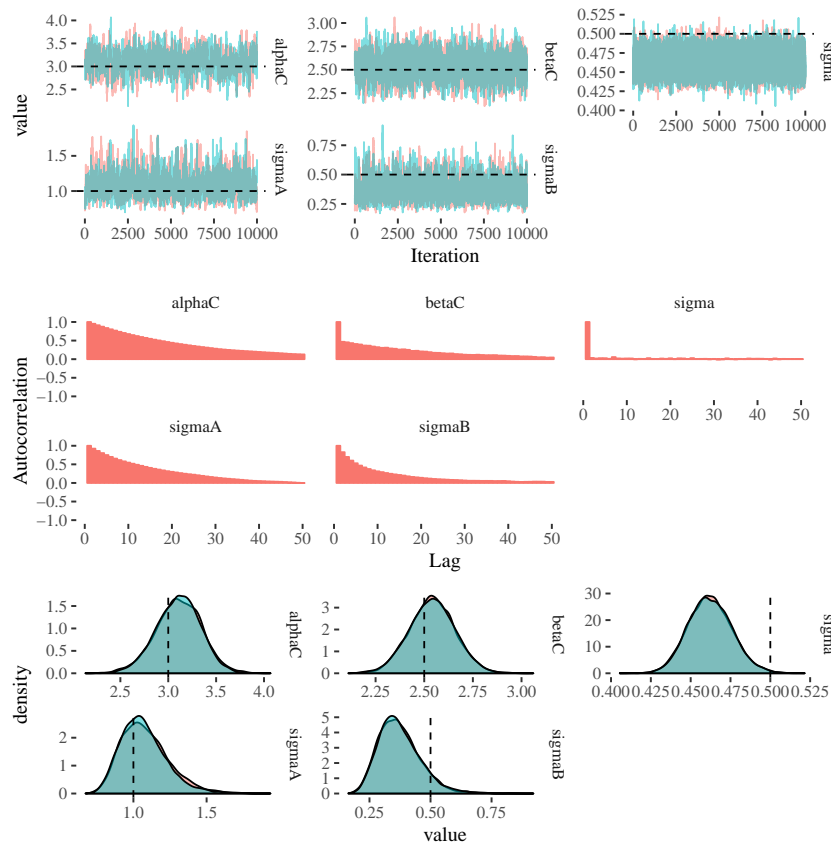 4.0
3.5
3.0
2.5
alphaC
3.00
2.75
2.50
2.25
betaC
0.525
0.500
0.475
0.450
0.425
0.400
sigma
0 2500 5000 7500 10000
value
1.5
1.0
sigmaA
0.75
0.50
0.25
sigmaB
0 2500 5000 7500 10000
0 2500 5000 7500 10000
Iteration
alphaC
betaC
sigma
1.0
0.5
0.0
−0.5
−1.0
0 10 20 30 40 50
Autocorrelation
sigmaA
sigmaB
1.0
0.5
0.0
−0.5
−1.0
0 10 20 30 40 50
0 10 20 30 40 50
Lag
1.5
1.0
0.5
0.0
alphaC
2.5 3.0 3.5 4.0
3
2
1
0
betaC
2.25 2.50 2.75 3.00
30
20
10
0
sigma
0.400 0.425 0.450 0.475 0.500 0.525
density
2
1
0
sigmaA
1.0 1.5
5
4
3
2
1
0
sigmaB
0.25 0.50 0.75
value